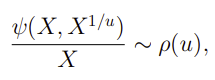 ψ(X, X^{1/u}) / X ∼ ρ(u),